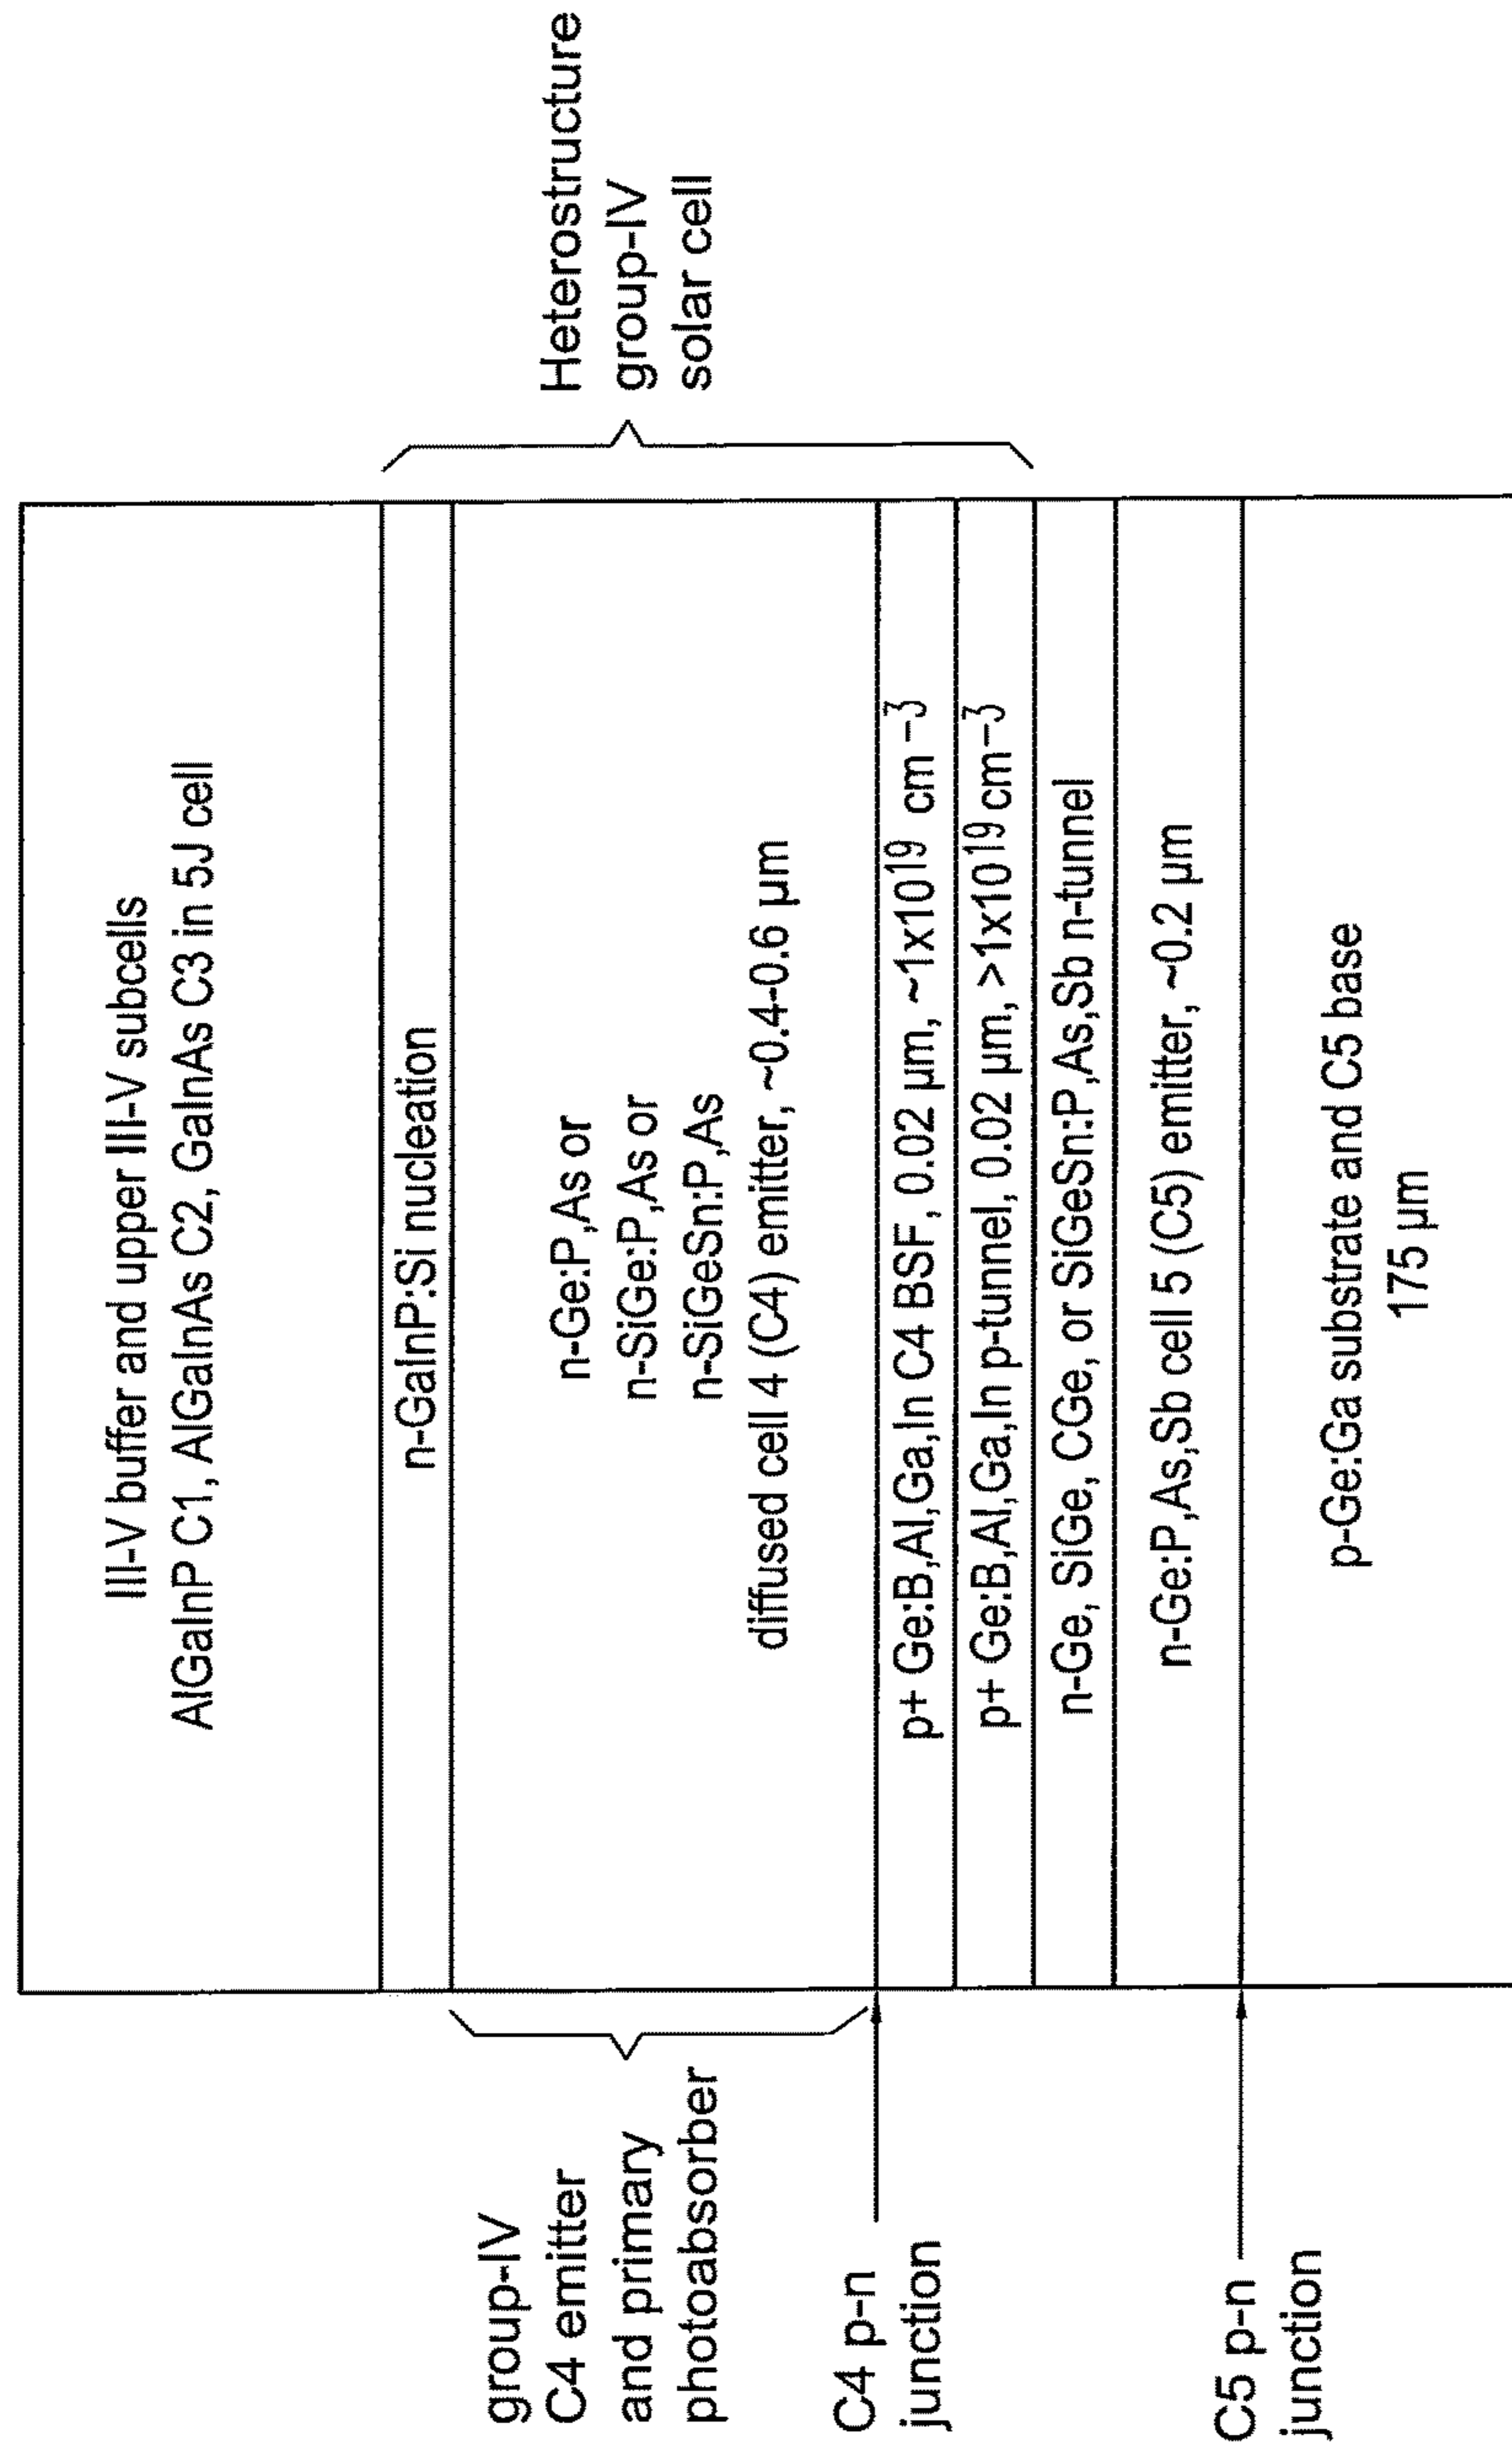 III-V buffer and upper III-V subcells
AlGaInP C1, AlGaInAs C2, GaInAs C3 in 5J cell
n-GaInP:Si nucleation
n-Ge:P,As or
n-SiGe:P,As or
n-SiGeSn:P,As
diffused cell 4 (C4) emitter, ~0.4-0.6 µm
p+ Ge:B,Al,Ga,In C4 BSF, 0.02 µm, ~1x10¹⁹ cm⁻³
p+ Ge:B,Al,Ga,In p-tunnel, 0.02 µm, >1x10¹⁹ cm⁻³
n-Ge, SiGe, CGe, or SiGeSn:P,As,Sb n-tunnel
n-Ge:P,As,Sb cell 5 (C5) emitter, ~0.2 µm
p-Ge:Ga substrate and C5 base
175 µm
group-IV
C4 emitter
and primary
photoabsorber
C4 p-n
junction
C5 p-n
junction
Heterostructure
group-IV
solar cell